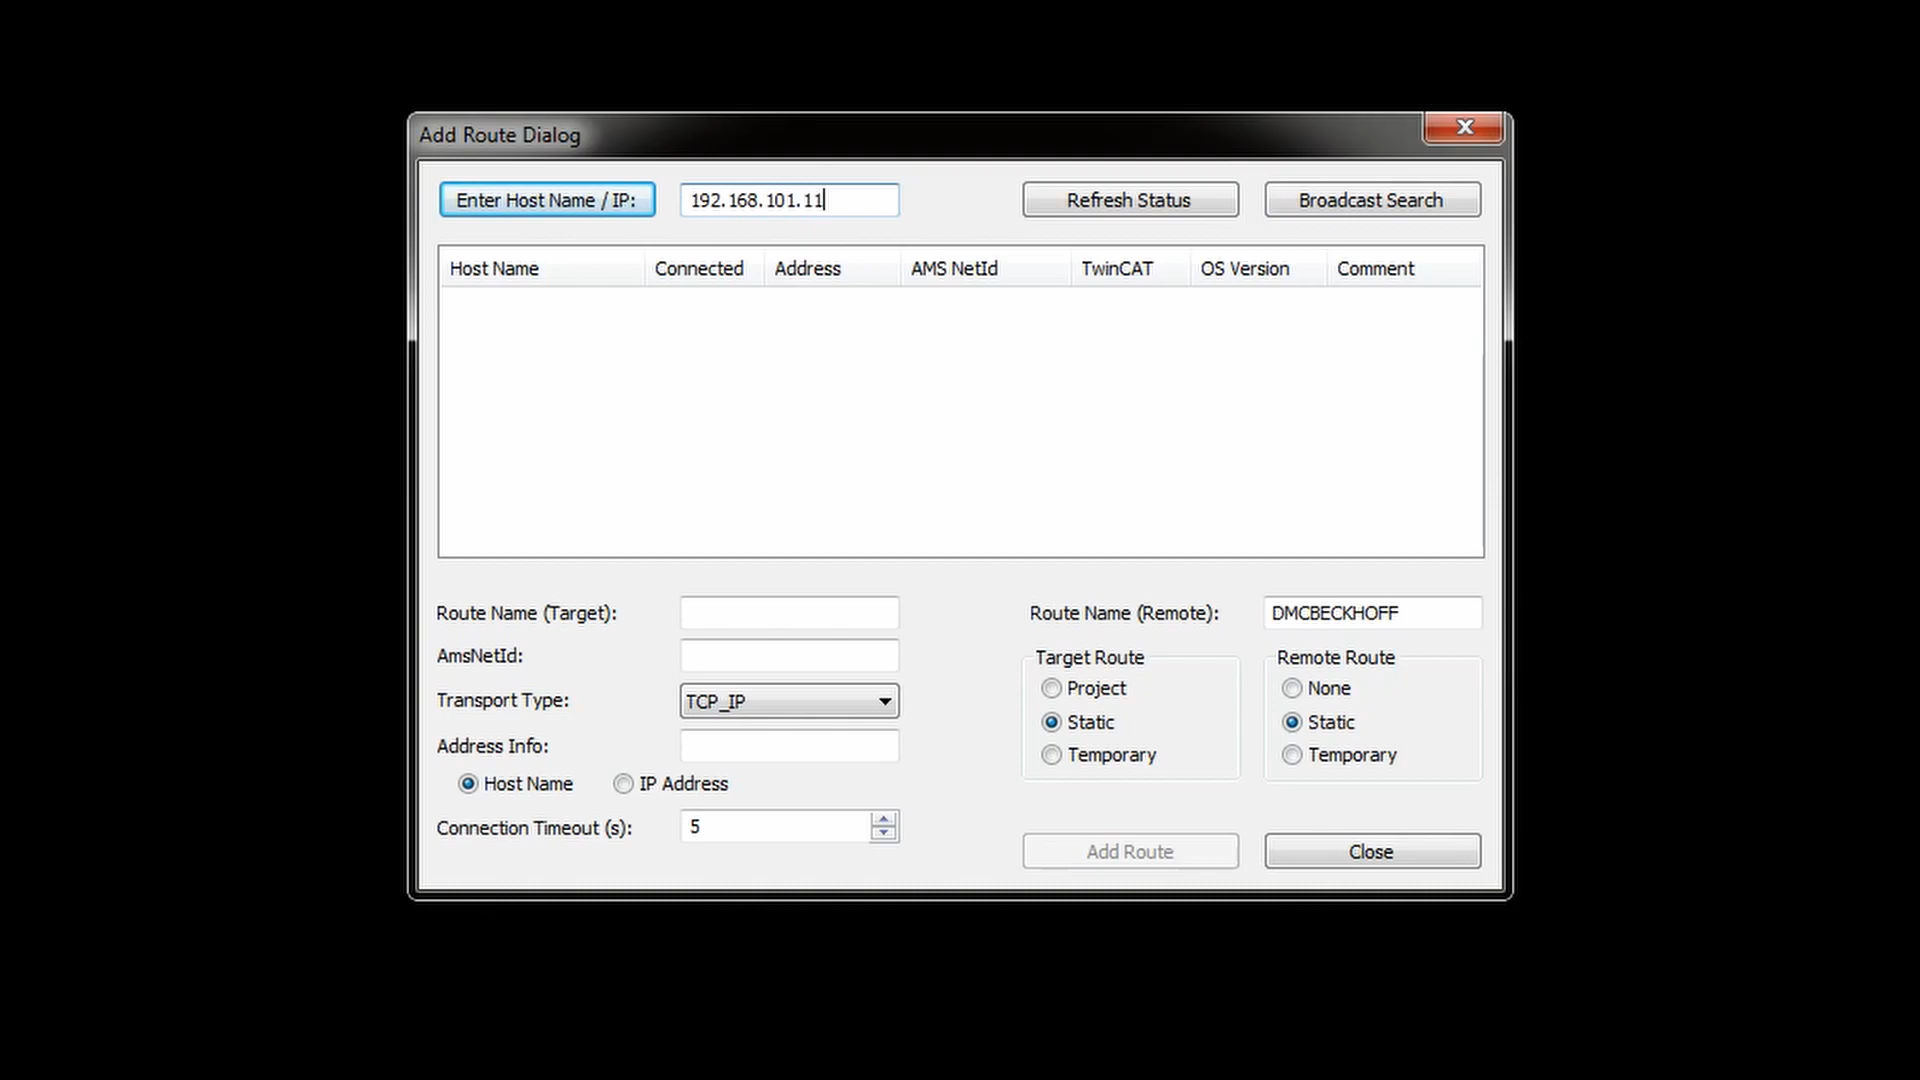 Add Route Dialog
Enter Host Name / IP: 192.168.101.11 Refresh Status Broadcast Search
Host Name Connected Address AMS NetId TwinCAT OS Version Comment
Route Name (Target): Route Name (Remote): DMCBECKHOFF
AmsNetId: Target Route Remote Route
Project None
Transport Type: TCP_IP Static Static
Address Info: Temporary Temporary
Host Name IP Address
Connection Timeout (s): 5
Add Route Close